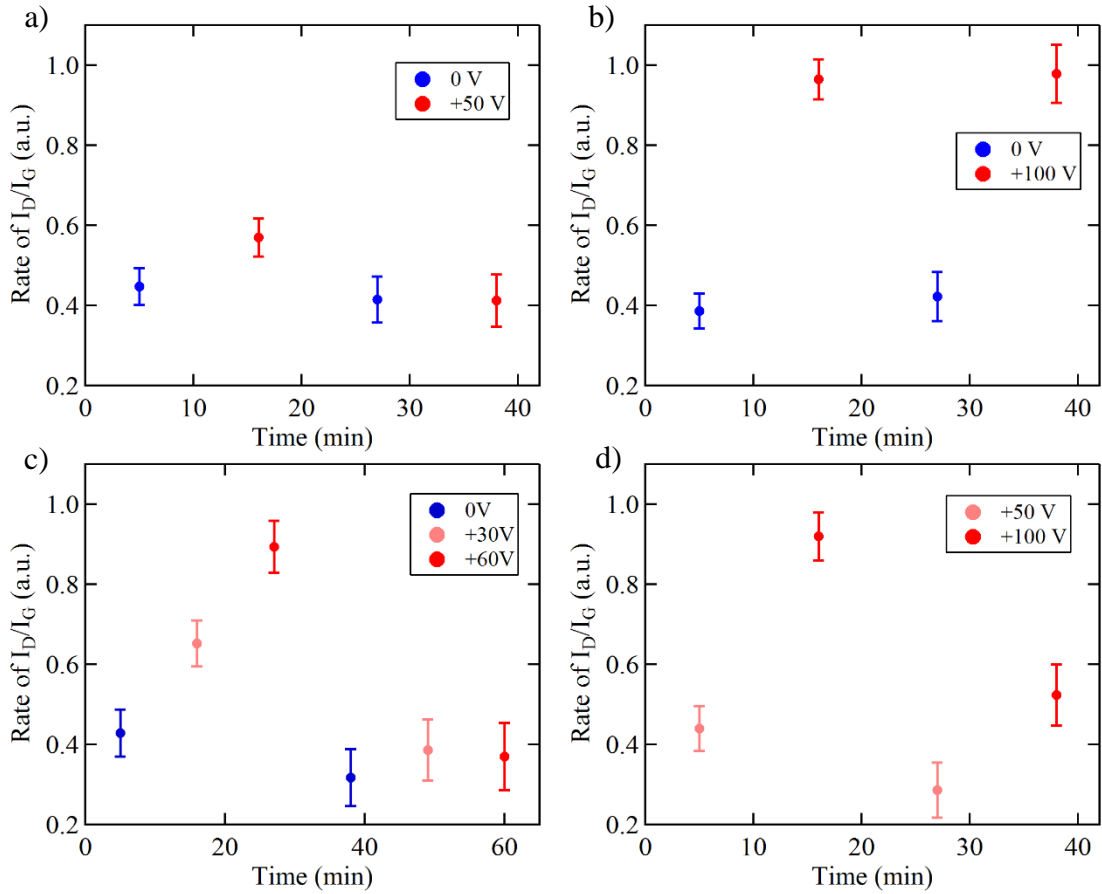 a)
Rate of I_D/I_G (a.u.)
1.0
0.8
0.6
0.4
0.2
0 V
+50 V
0 10 20 30 40
Time (min)
b)
Rate of I_D/I_G (a.u.)
1.0
0.8
0.6
0.4
0.2
0 V
+100 V
0 10 20 30 40
Time (min)
c)
Rate of I_D/I_G (a.u.)
1.0
0.8
0.6
0.4
0.2
0V
+30V
+60V
0 20 40 60
Time (min)
d)
Rate of I_D/I_G (a.u.)
1.0
0.8
0.6
0.4
0.2
+50 V
+100 V
0 10 20 30 40
Time (min)